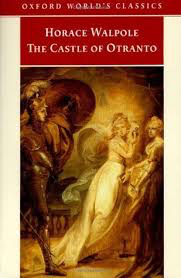 OXFORD WORLD'S CLASSICS
HORACE WALPOLE
THE CASTLE OF OTRANTO